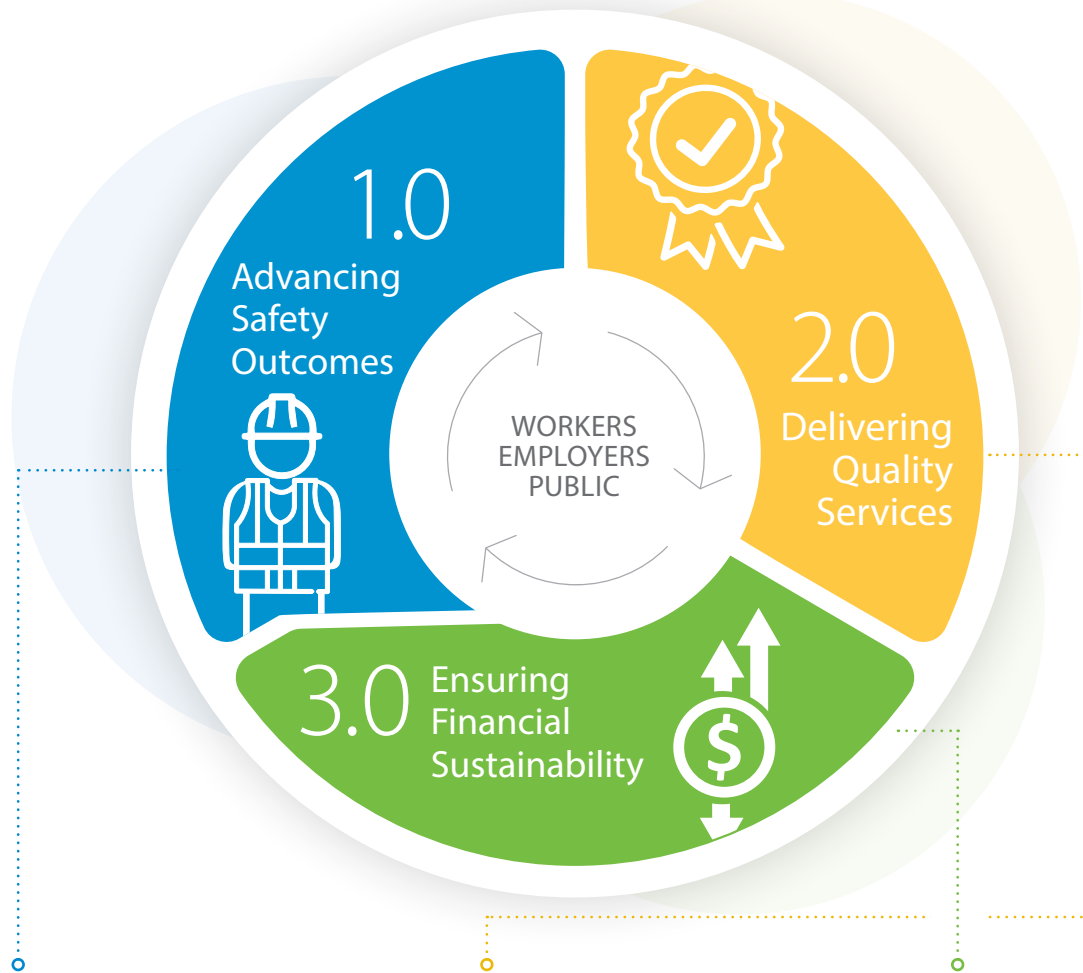 1.0
Advancing
Safety
Outcomes
2.0
Delivering
Quality
Services
WORKERS
EMPLOYERS
PUBLIC
3.0
Ensuring
Financial
Sustainability
$